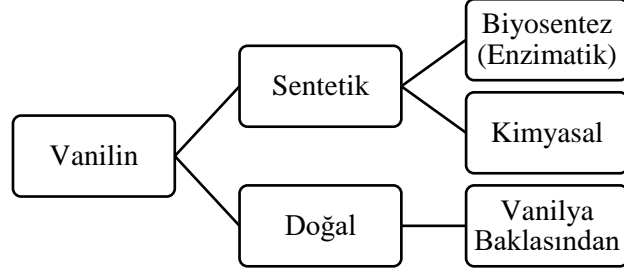 Vanilin
Sentetik
Biyosentez
(Enzimatik)
Kimyasal
Doğal
Vanilya
Baklasından